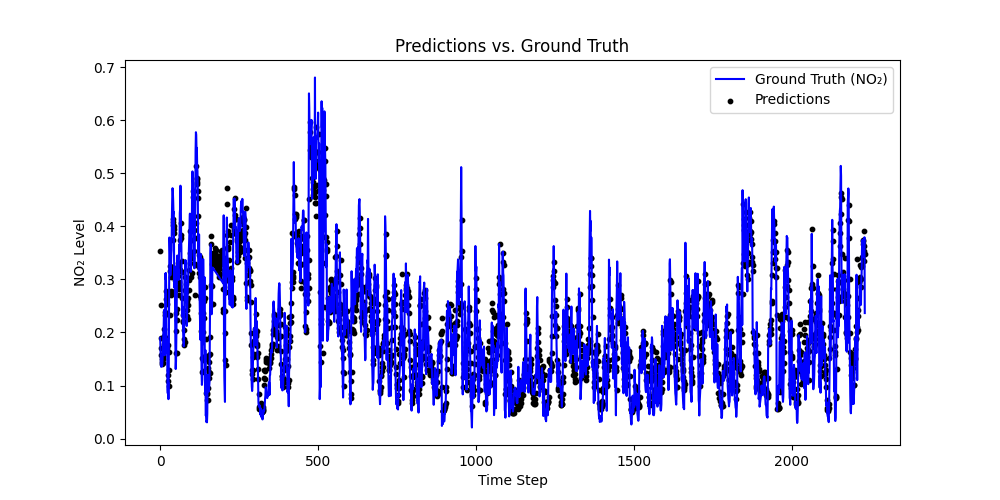 Predictions vs. Ground Truth
NO₂ Level
0.7
0.6
0.5
0.4
0.3
0.2
0.1
0.0
Ground Truth (NO₂)
Predictions
0 500 1000 1500 2000
Time Step